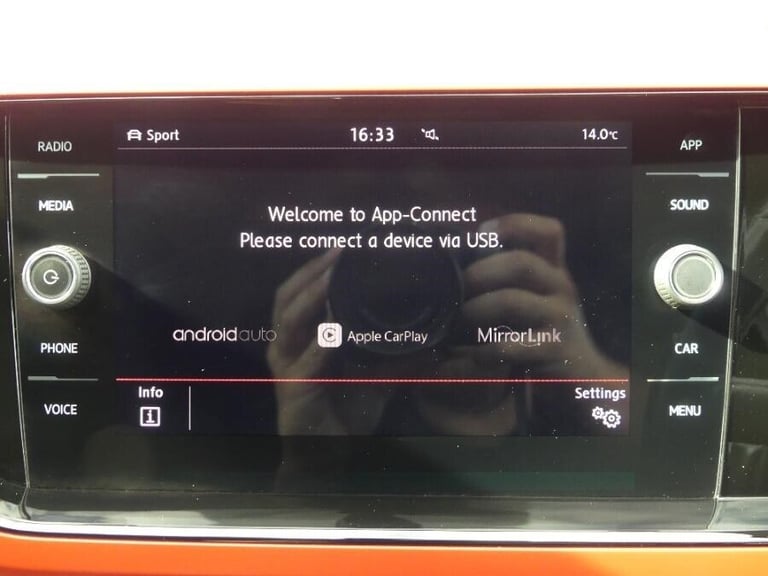 RADIO
MEDIA
PHONE
VOICE
Sport
16:33
14.0°C
Welcome to App-Connect
Please connect a device via USB.
androidauto
Apple CarPlay
MirrorLink
Info
i
Settings
APP
SOUND
CAR
MENU